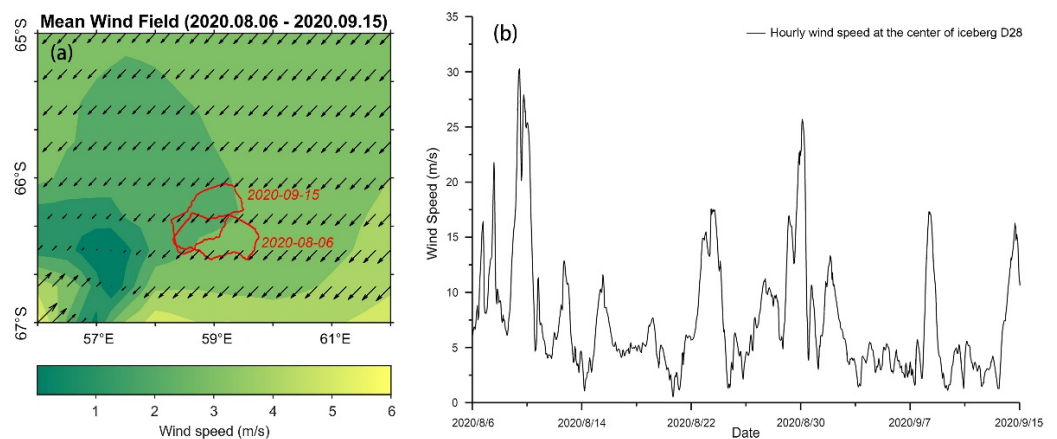 Mean Wind Field (2020.08.06 - 2020.09.15)
(a)
65°S
66°S
67°S
2020-09-15
2020-08-06
57°E
59°E
61°E
1
2
3
4
5
6
Wind speed (m/s)
(b)
Hourly wind speed at the center of iceberg D28
35
30
25
20
15
10
5
0
Wind Speed (m/s)
2020/8/6
2020/8/14
2020/8/22
2020/8/30
2020/9/7
2020/9/15
Date